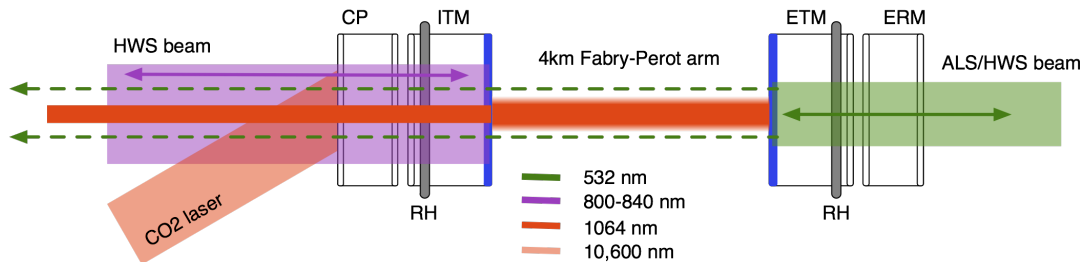 CP
ITM
ETM
ERM
HWS beam
4km Fabry-Perot arm
ALS/HWS beam
CO2 laser
RH
RH
532 nm
800-840 nm
1064 nm
10,600 nm